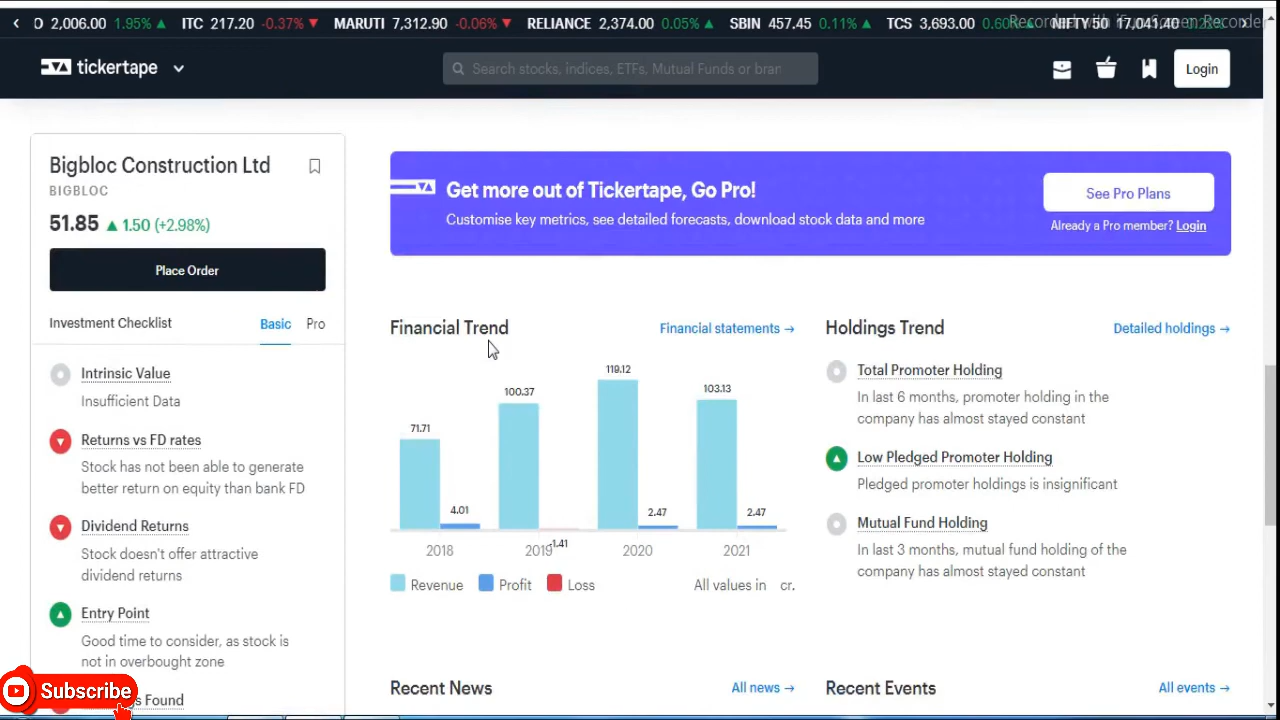 2,006.00 1.95% ▲ ITC 217.20 -0.37% ▼ MARUTI 7,312.90 -0.06% ▼ RELIANCE 2,374.00 0.05% ▲ SBIN 457.45 0.11% ▲ TCS 3,693.00 0.60% ▲ NIFTY 50 17,041.40
Recorded with iFun Screen Recorder
tickertape
Search stocks, indices, ETFs, Mutual Funds or bran
Login
Bigbloc Construction Ltd
BIGBLOC
51.85 ▲ 1.50 (+2.98%)
Place Order
Investment Checklist Basic Pro
Intrinsic Value
Insufficient Data
Returns vs FD rates
Stock has not been able to generate
better return on equity than bank FD
Dividend Returns
Stock doesn't offer attractive
dividend returns
Entry Point
Good time to consider, as stock is
not in overbought zone
s Found
Subscribe
Get more out of Tickertape, Go Pro!
Customise key metrics, see detailed forecasts, download stock data and more
See Pro Plans
Already a Pro member? Login
Financial Trend
Financial statements →
71.71
4.01
100.37
-1.41
119.12
2.47
103.13
2.47
2018 2019 2020 2021
Revenue Profit Loss All values in cr.
Holdings Trend
Detailed holdings →
Total Promoter Holding
In last 6 months, promoter holding in the
company has almost stayed constant
Low Pledged Promoter Holding
Pledged promoter holdings is insignificant
Mutual Fund Holding
In last 3 months, mutual fund holding of the
company has almost stayed constant
Recent News
All news →
Recent Events
All events →